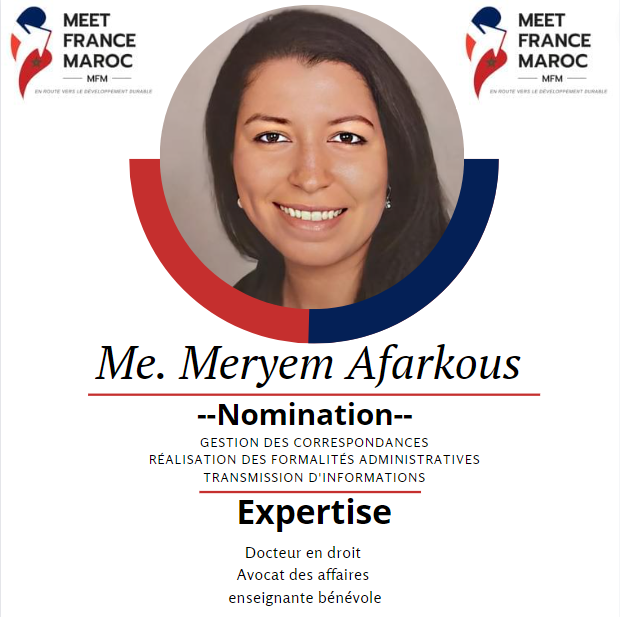 MEET
FRANCE
MAROC
MFM
EN ROUTE VERS LE DÉVELOPPEMENT DURABLE
MEET
FRANCE
MAROC
MFM
EN ROUTE VERS LE DÉVELOPPEMENT DURABLE
Me. Meryem Afarkous
--Nomination--
GESTION DES CORRESPONDANCES
RÉALISATION DES FORMALITÉS ADMINISTRATIVES
TRANSMISSION D'INFORMATIONS
Expertise
Docteur en droit
Avocat des affaires
enseignante bénévole